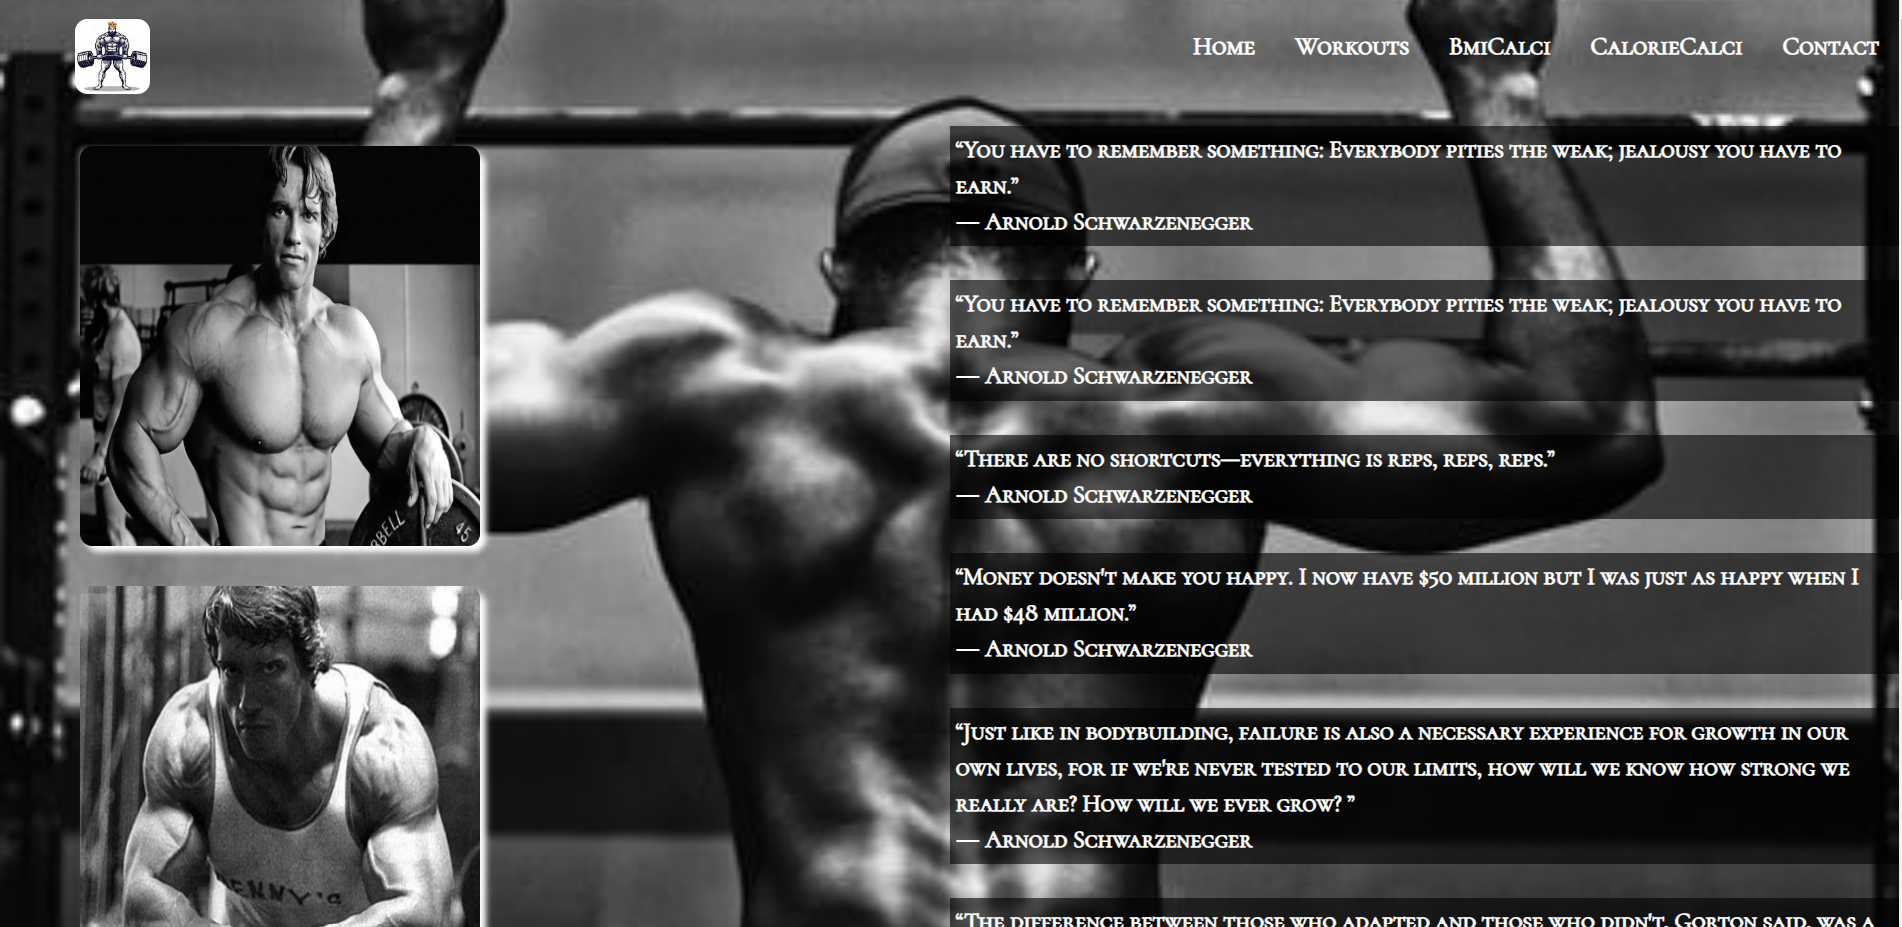 Home Workouts BmiCalci CalorieCalci Contact
“You have to remember something: Everybody pities the weak; jealousy you have to
earn.”
— Arnold Schwarzenegger
“You have to remember something: Everybody pities the weak; jealousy you have to
earn.”
— Arnold Schwarzenegger
“There are no shortcuts—everything is reps, reps, reps.”
— Arnold Schwarzenegger
“Money doesn't make you happy. I now have $50 million but I was just as happy when I
had $48 million.”
— Arnold Schwarzenegger
“Just like in bodybuilding, failure is also a necessary experience for growth in our
own lives, for if we're never tested to our limits, how will we know how strong we
really are? How will we ever grow? ”
— Arnold Schwarzenegger
“The difference between those who adapted and those who didn't, Gorton said, was a
BELL
ENNY'S